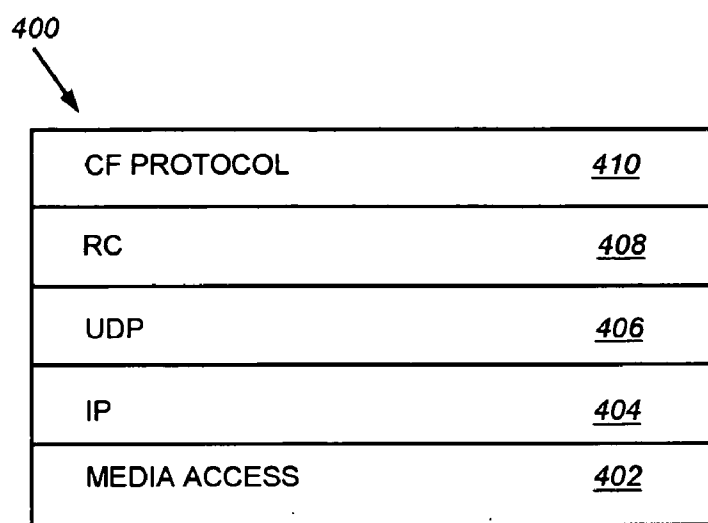 400
CF PROTOCOL 410
RC 408
UDP 406
IP 404
MEDIA ACCESS 402